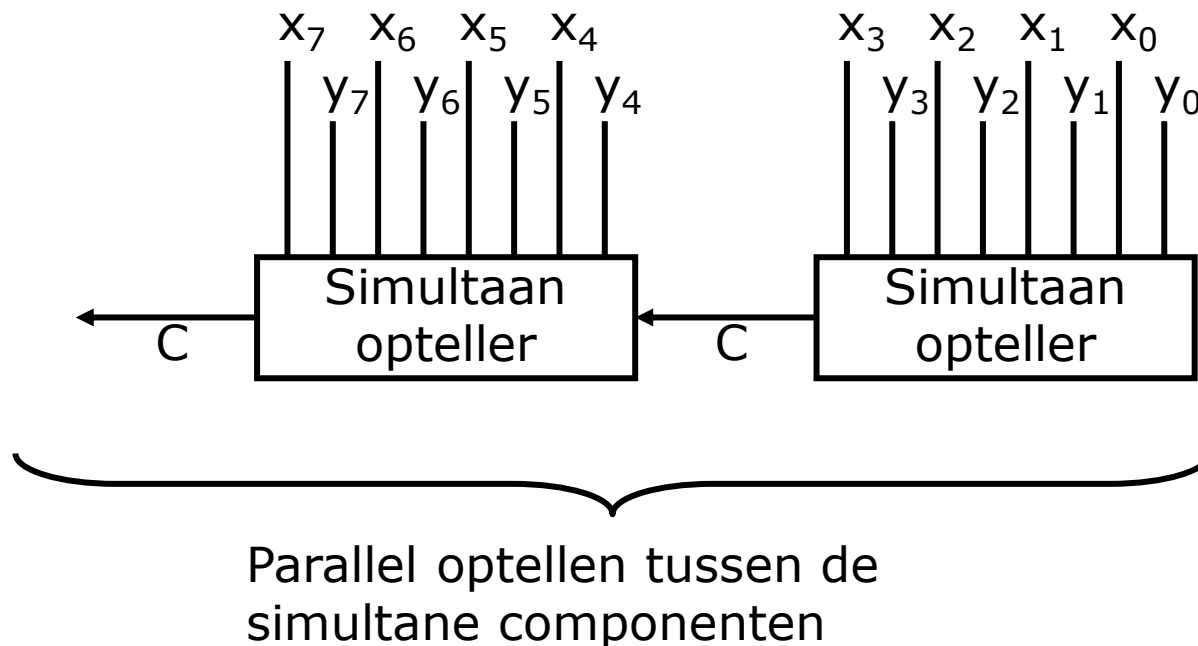 x₇ x₆ x₅ x₄ x₃ x₂ x₁ x₀
y₇ y₆ y₅ y₄ y₃ y₂ y₁ y₀
Simultaan Simultaan
opteller opteller
C C
Parallel optellen tussen de
simultane componenten